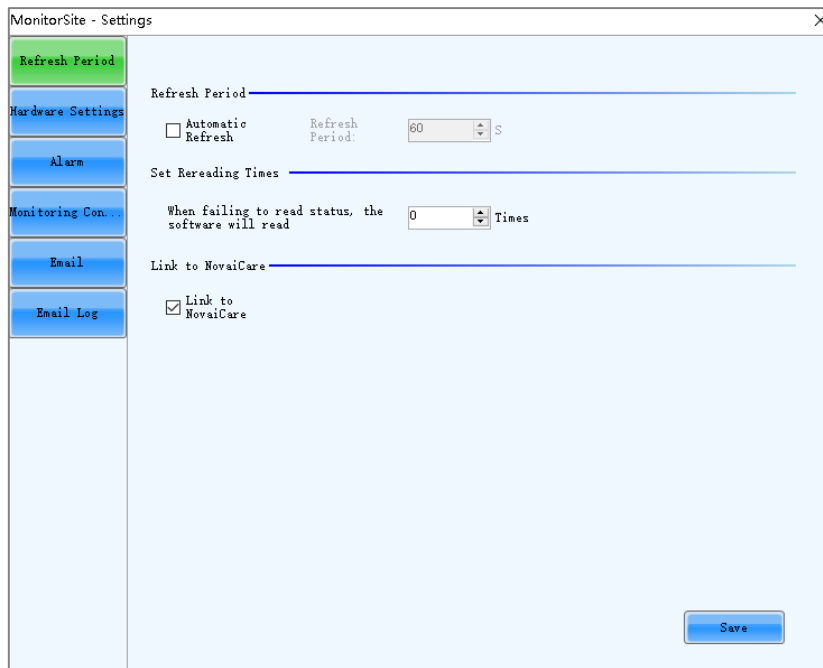 MonitorSite - Settings
Refresh Period
Hardware Settings
Alarm
Monitoring Con...
Email
Email Log
Refresh Period
Automatic
Refresh
Refresh
Period:
60
S
Set Rereading Times
When failing to read status, the
software will read
0
Times
Link to NovaiCare
Link to
NovaiCare
Save